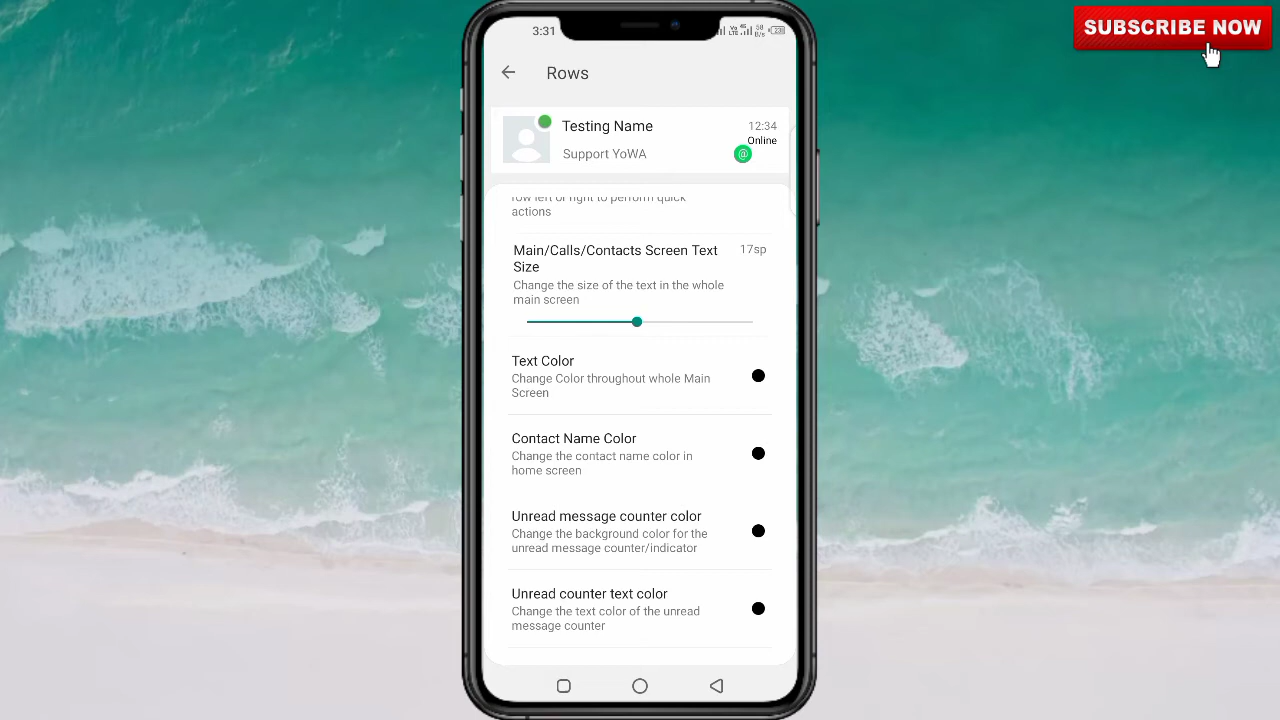 SUBSCRIBE NOW
3:31
Rows
Testing Name
12:34
Online
Support YoWA
@
row left or right to perform quick
actions
Main/Calls/Contacts Screen Text
Size
17sp
Change the size of the text in the whole
main screen
Text Color
Change Color throughout whole Main
Screen
Contact Name Color
Change the contact name color in
home screen
Unread message counter color
Change the background color for the
unread message counter/indicator
Unread counter text color
Change the text color of the unread
message counter